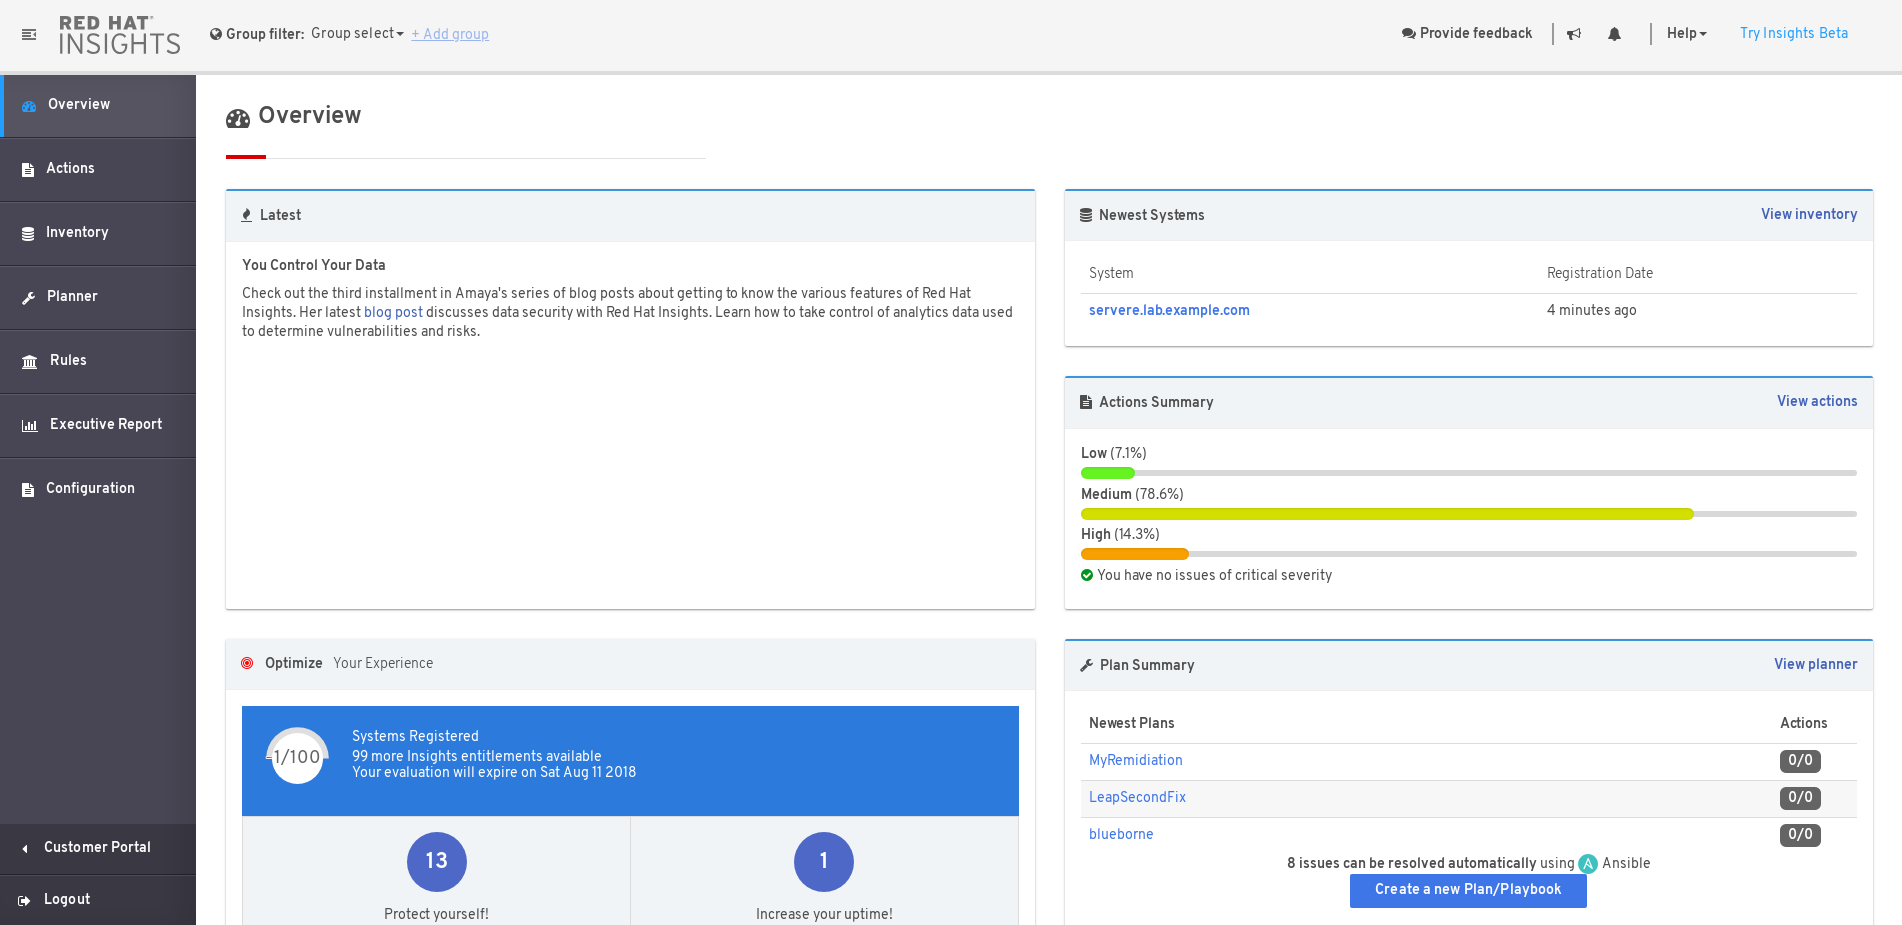 RED HAT
INSIGHTS
Group filter: Group select + Add group
Provide feedback
Help
Try Insights Beta
Overview
Actions
Inventory
Planner
Rules
Executive Report
Configuration
Customer Portal
Logout
Overview
Latest
You Control Your Data
Check out the third installment in Amaya's series of blog posts about getting to know the various features of Red Hat
Insights. Her latest blog post discusses data security with Red Hat Insights. Learn how to take control of analytics data used
to determine vulnerabilities and risks.
Newest Systems View inventory
System Registration Date
servere.lab.example.com 4 minutes ago
Actions Summary View actions
Low (7.1%)
Medium (78.6%)
High (14.3%)
You have no issues of critical severity
Optimize Your Experience
1/100
Systems Registered
99 more Insights entitlements available
Your evaluation will expire on Sat Aug 11 2018
13
Protect yourself!
1
Increase your uptime!
Plan Summary View planner
Newest Plans Actions
MyRemidiation 0/0
LeapSecondFix 0/0
blueborne 0/0
8 issues can be resolved automatically using A Ansible
Create a new Plan/Playbook